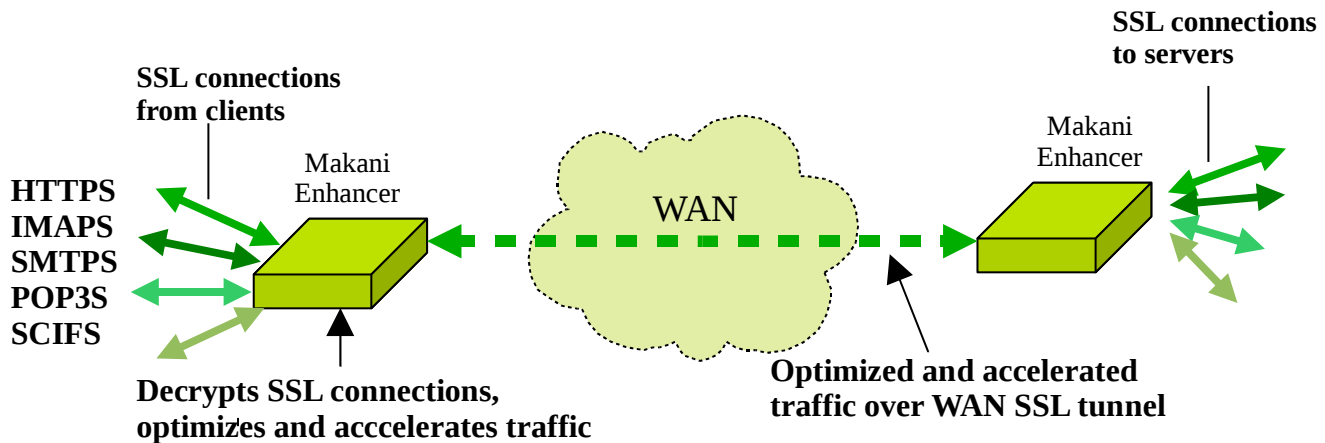 SSL connections
to servers
SSL connections
from clients
Makani
Enhancer
Makani
Enhancer
HTTPS
IMAPS
SMTPS
POP3S
SCIFS
WAN
Decrypts SSL connections,
optimizes and acccelerates traffic
Optimized and accelerated
traffic over WAN SSL tunnel